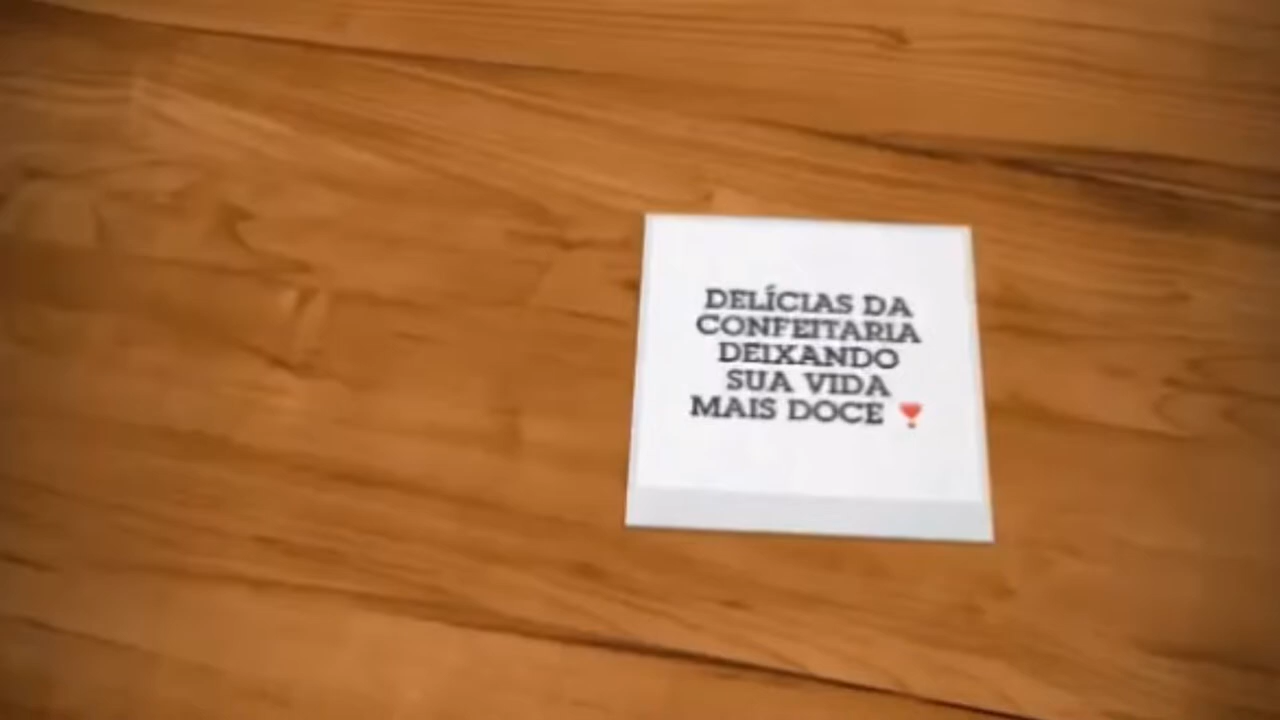 DELÍCIAS DA
CONFEITARIA
DEIXANDO
SUA VIDA
MAIS DOCE ❣️